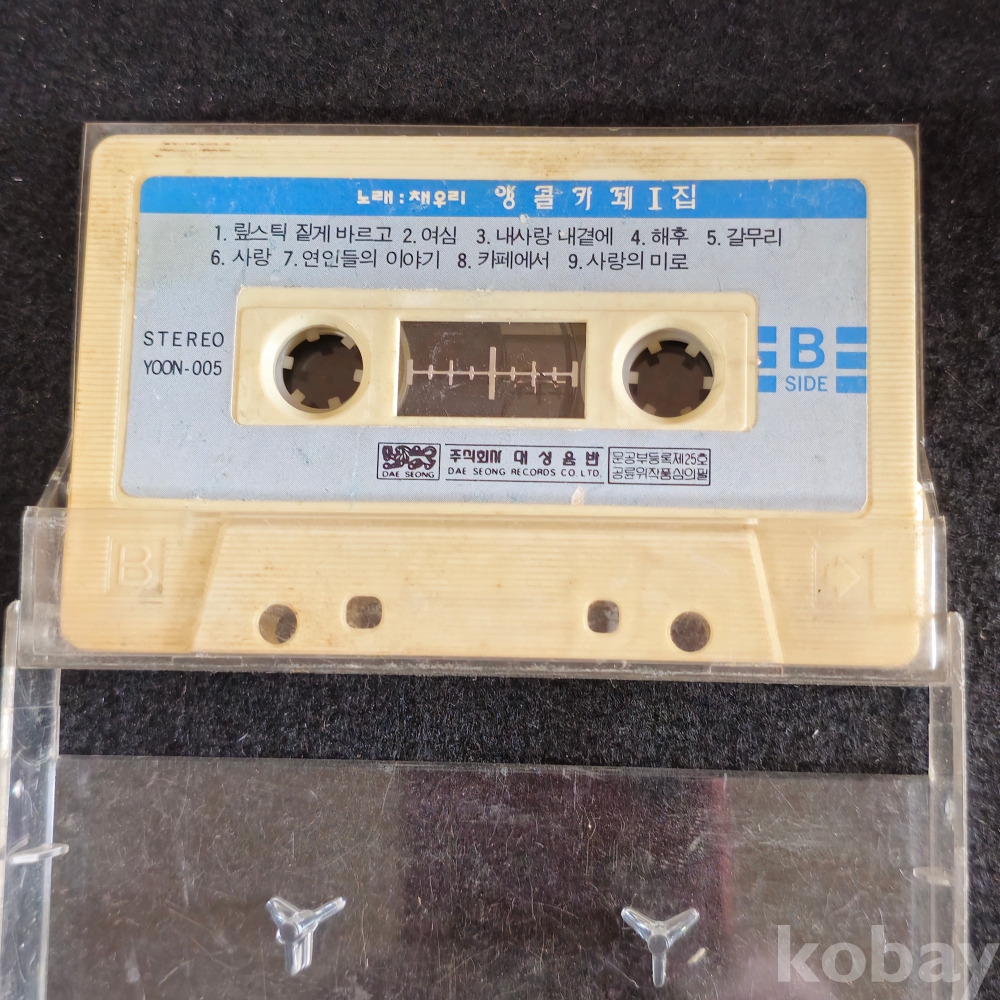 노래 : 채우리 앵콜카페 I 집
1. 맆스틱 짙게 바르고 2. 여심 3. 내사랑 내곁에 4. 해후 5. 갈무리
6. 사랑 7. 연인들의 이야기 8. 카페에서 9. 사랑의 미로
STEREO
YOON-005
B
SIDE
DAE SEONG
주식회사 대성음반
DAE SEONG RECORDS CO. LTD.
문공부등록제25호
공륜위작품심의필
B
kobay